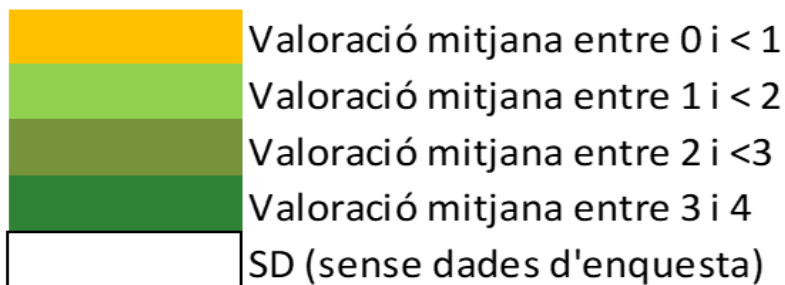 Valoració mitjana entre 0 i < 1
Valoració mitjana entre 1 i < 2
Valoració mitjana entre 2 i <3
Valoració mitjana entre 3 i 4
SD (sense dades d'enquesta)